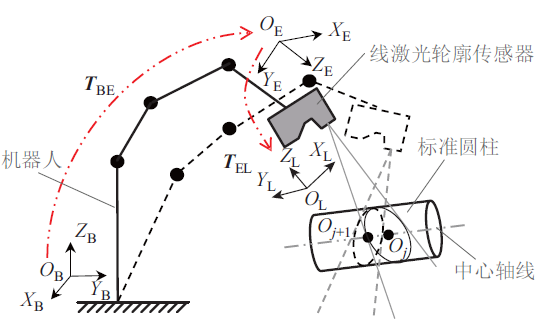 O_E
X_E
线激光轮廓传感器
Y_E
Z_E
T_BE
标准圆柱
机器人
T_EL
Z_L
X_L
Y_L
O_L
Z_B
O_{j+1}
O_j
O_B
Y_B
中心轴线
X_B